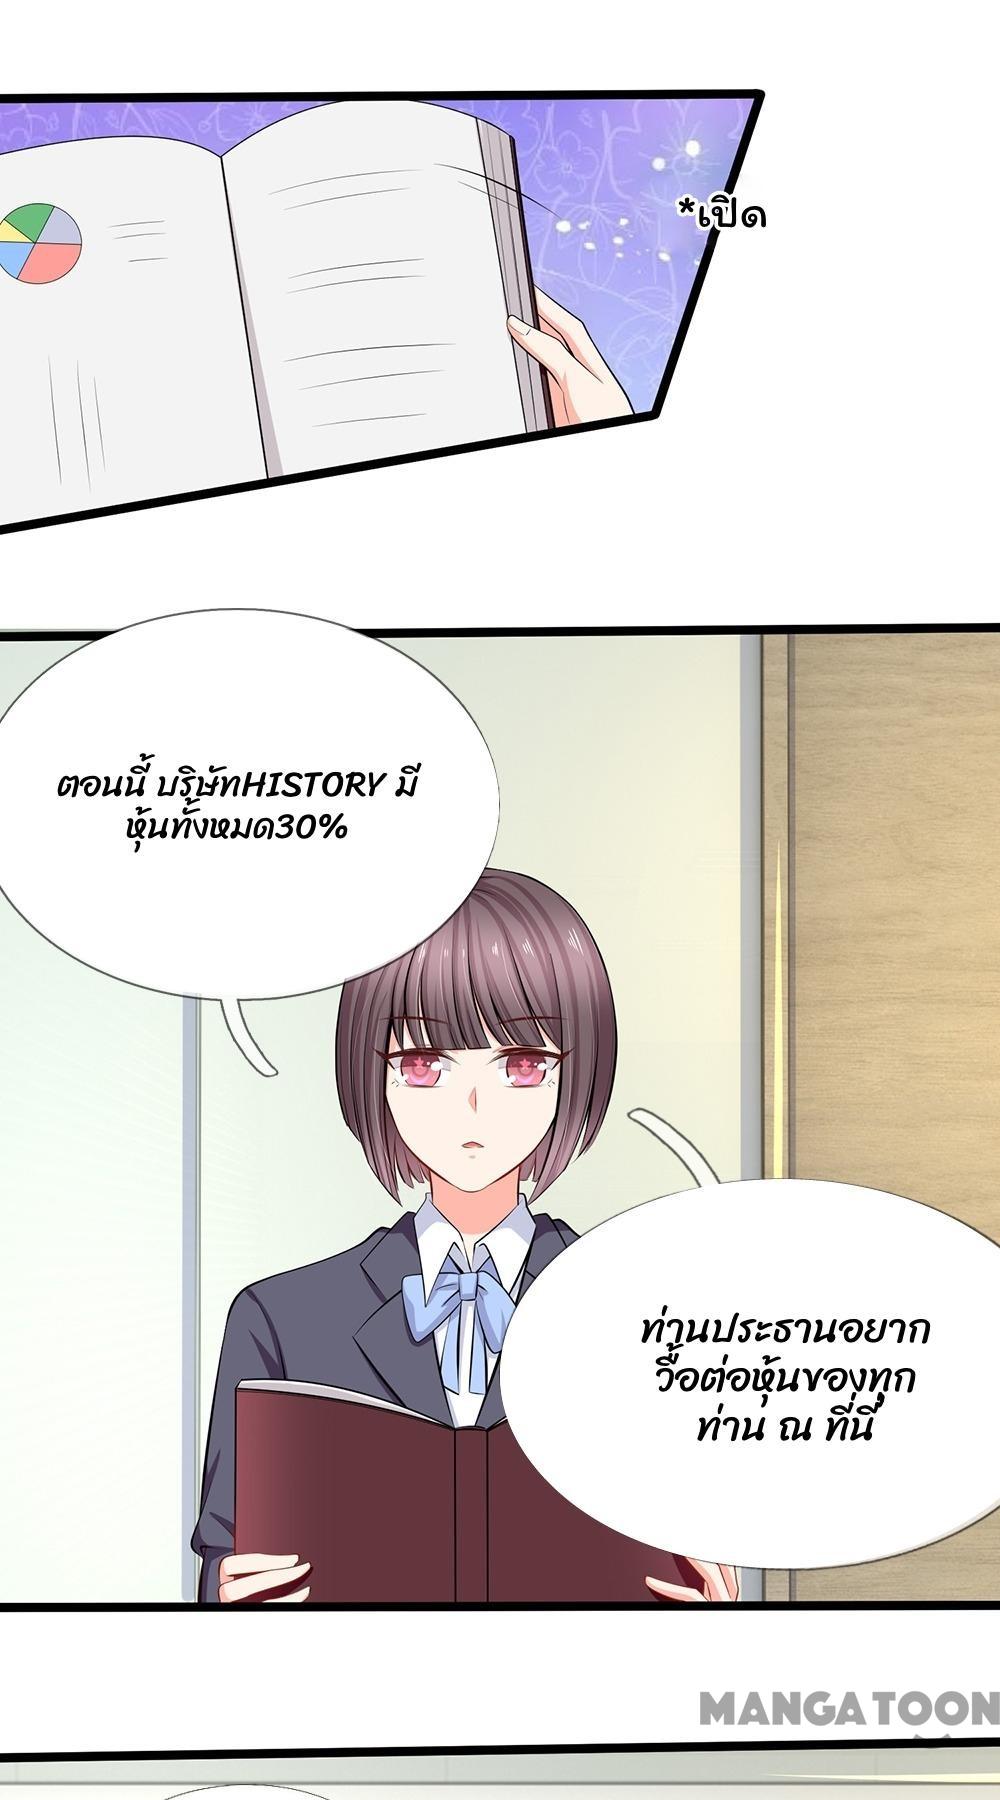 *เปิด
ตอนนี้ บริษัทHISTORY มี
หุ้นทั้งหมด30%
ท่านประธานอยาก
วื้อต่อหุ้นของทุก
ท่าน ณ ที่นี้
MANGATOON